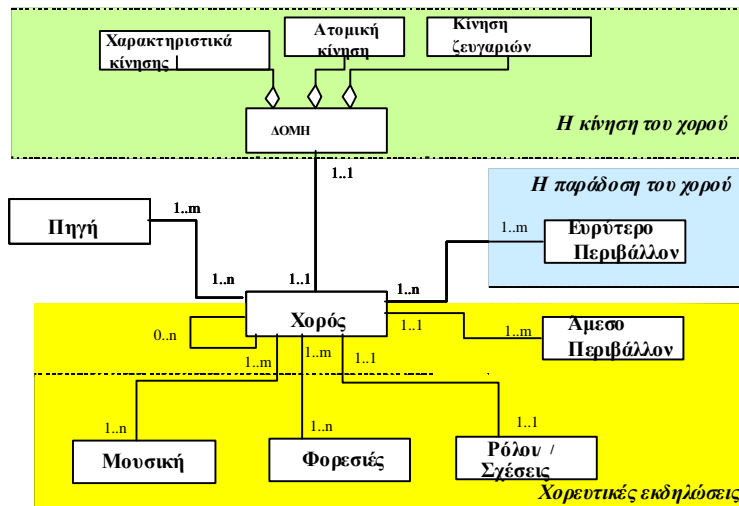 Χαρακτηριστικά
κίνησης
Ατομική
κίνηση
Κίνηση
ζευγαριών
ΔΟΜΗ
Η κίνηση του χορού
1..1
Η παράδοση του χορού
Πηγή
1..m
1..m
Ευρύτερο
Περιβάλλον
1..n
1..1
1..n
Χορός
0..n
1..1
1..m
Άμεσο
Περιβάλλον
1..m
1..m
1..1
1..n
1..n
1..1
Μουσική
Φορεσιές
Ρόλοι/ /
Σχέσεις
Χορευτικές εκδηλώσεις